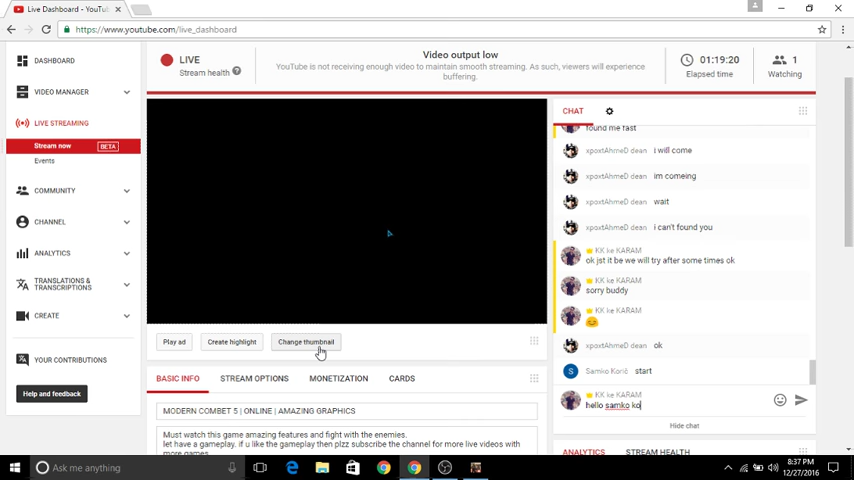 Live Dashboard - YouTub
https://www.youtube.com/live_dashboard
DASHBOARD
VIDEO MANAGER
LIVE STREAMING
Stream now
BETA
Events
COMMUNITY
CHANNEL
ANALYTICS
TRANSLATIONS &
TRANSCRIPTIONS
CREATE
YOUR CONTRIBUTIONS
Help and feedback
LIVE
Stream health
?
Video output low
YouTube is not receiving enough video to maintain smooth streaming. As such, viewers will experience
buffering.
01:19:20
Elapsed time
1
Watching
Play ad
Create highlight
Change thumbnail
BASIC INFO
STREAM OPTIONS
MONETIZATION
CARDS
MODERN COMBET 5 | ONLINE | AMAZING GRAPHICS
Must watch this game amazing features and fight with the enemies.
let have a gameplay. if u like the gameplay then plzz subscribe the channel for more live videos with
more games
CHAT
found me fast
xpoxtAhmeD dean i will come
xpoxtAhmeD dean im comeing
xpoxtAhmeD dean wait
xpoxtAhmeD dean i can't found you
KK ke KARAM
ok jst it be we will try after some times ok
KK ke KARAM
sorry buddy
KK ke KARAM
xpoxtAhmeD dean ok
S
Samko Korić start
KK ke KARAM
hello samko ko
Hide chat
ANALYTICS
STREAM HEALTH
Ask me anything
8:37 PM
12/27/2016